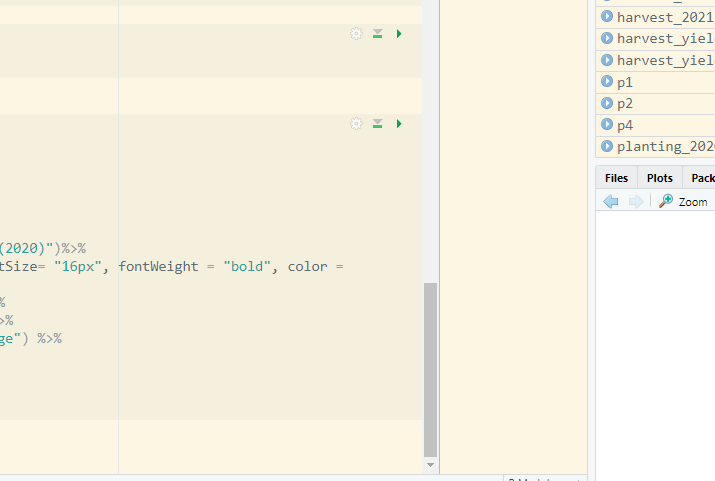 (2020)")%>%
tSize= "16px", fontWeight = "bold", color =
%
>%
ge") %>%
harvest_2021
harvest_yiel
harvest_yiel
p1
p2
p4
planting_202
Files Plots Pack
Zoom